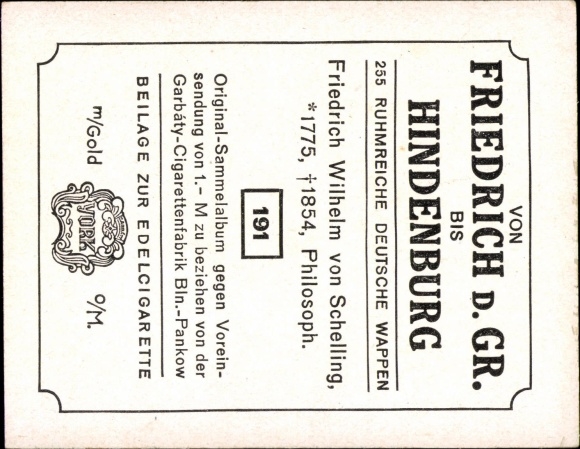 VON
FRIEDRICH D. GR.
BIS
HINDENBURG
255 RUHMREICHE DEUTSCHE WAPPEN
Friedrich Wilhelm von Schelling,
*1775, †1854, Philosoph.
191
Original-Sammelalbum gegen Vorein-
sendung von 1.- M zu beziehen von der
Garbáty-Cigarettenfabrik Bln.-Pankow
BEILAGE ZUR EDELCIGARETTE
m/Gold YORK o/M.